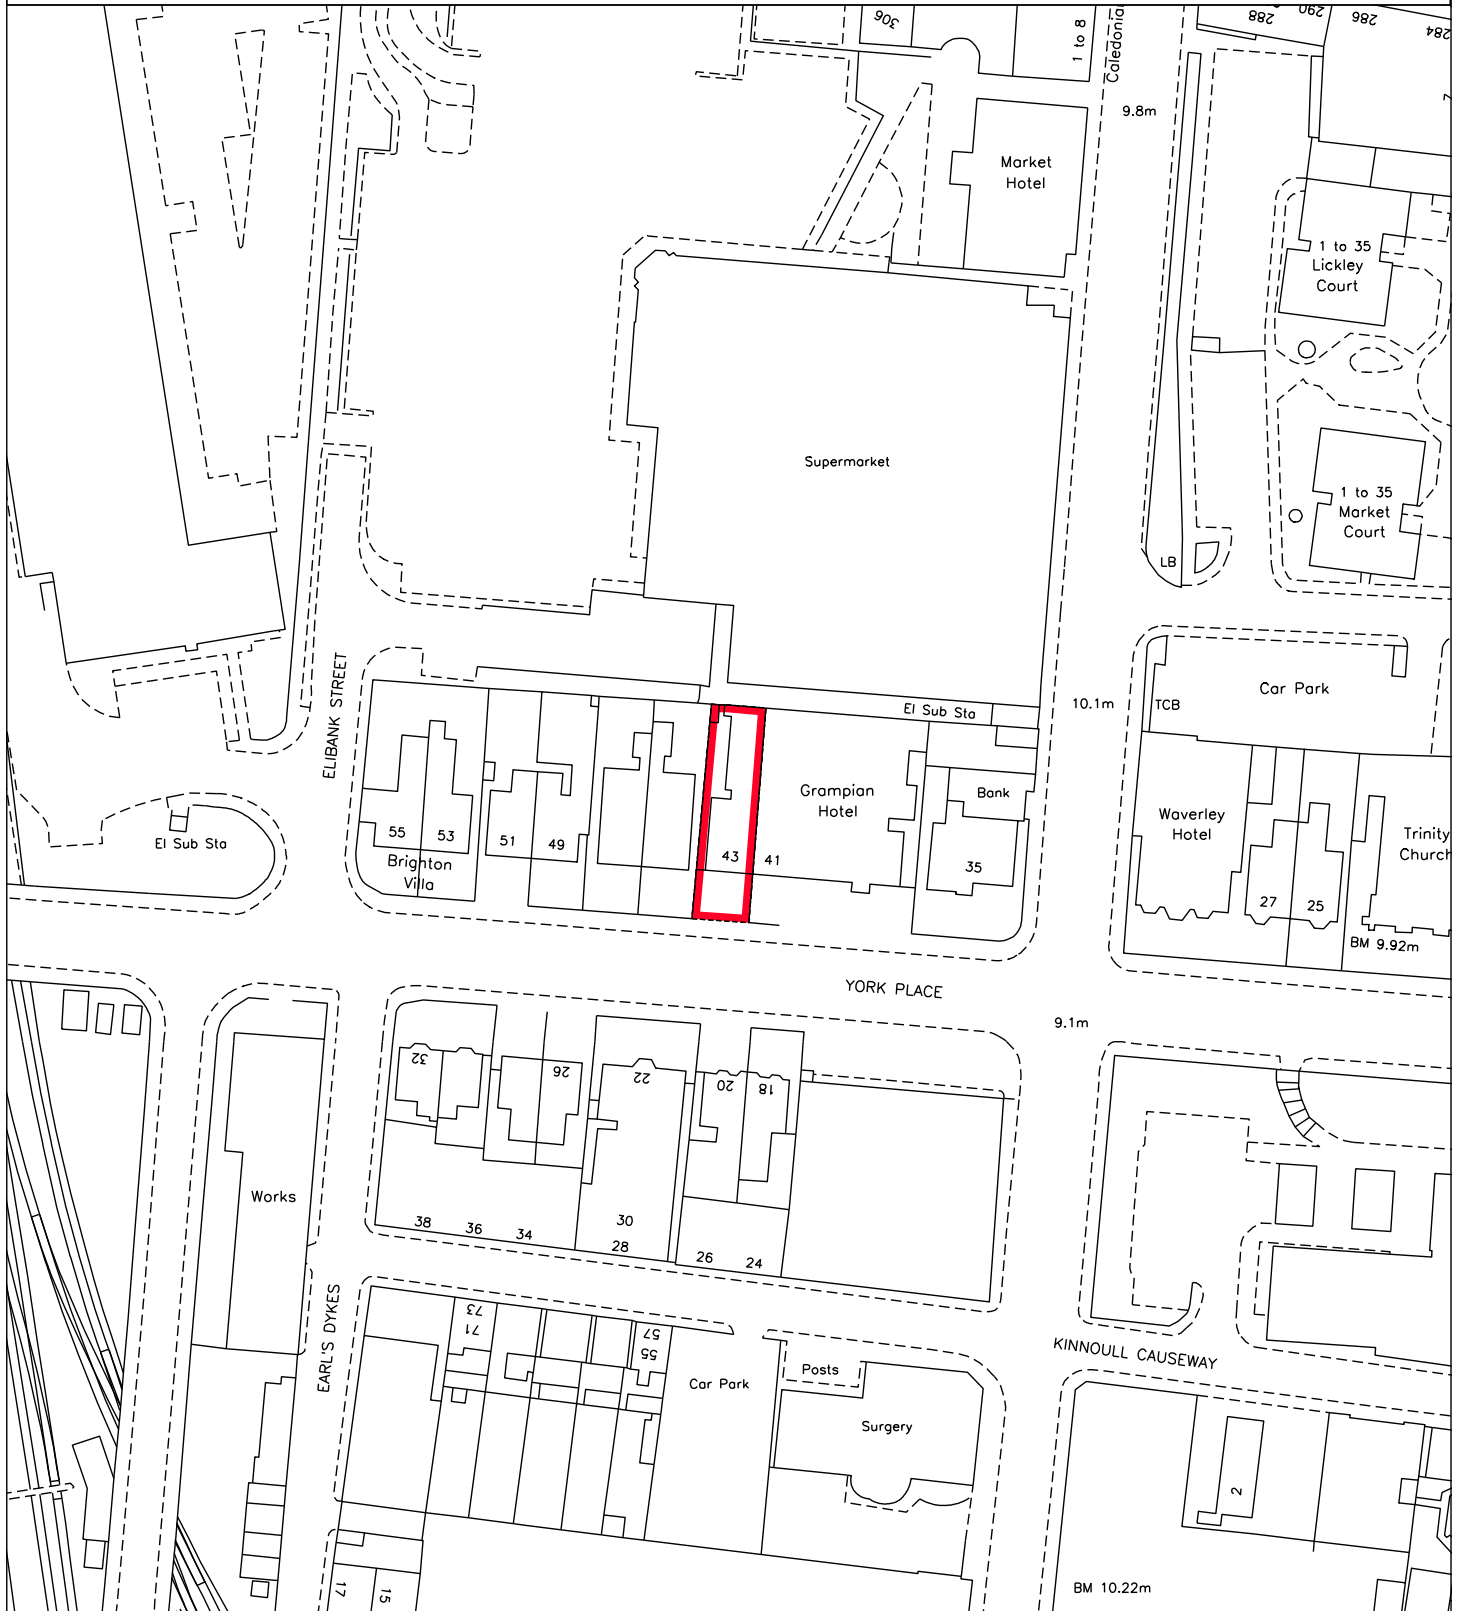 306
1 to 8
Caledonia
288
290
286
284
7
9.8m
Market
Hotel
1 to 35
Lickley
Court
Supermarket
1 to 35
Market
Court
LB
ELIBANK STREET
Car Park
El Sub Sta
10.1m
TCB
Grampian
Hotel
Bank
Waverley
Hotel
Trinity
Church
El Sub Sta
55
53
51
49
43
41
35
Brighton
Villa
27
25
BM 9.92m
YORK PLACE
9.1m
32
26
22
20
18
Works
38
36
34
30
28
26
24
EARL'S DYKES
73
71
57
55
KINNOULL CAUSEWAY
Car Park
Posts
Surgery
2
17
15
BM 10.22m